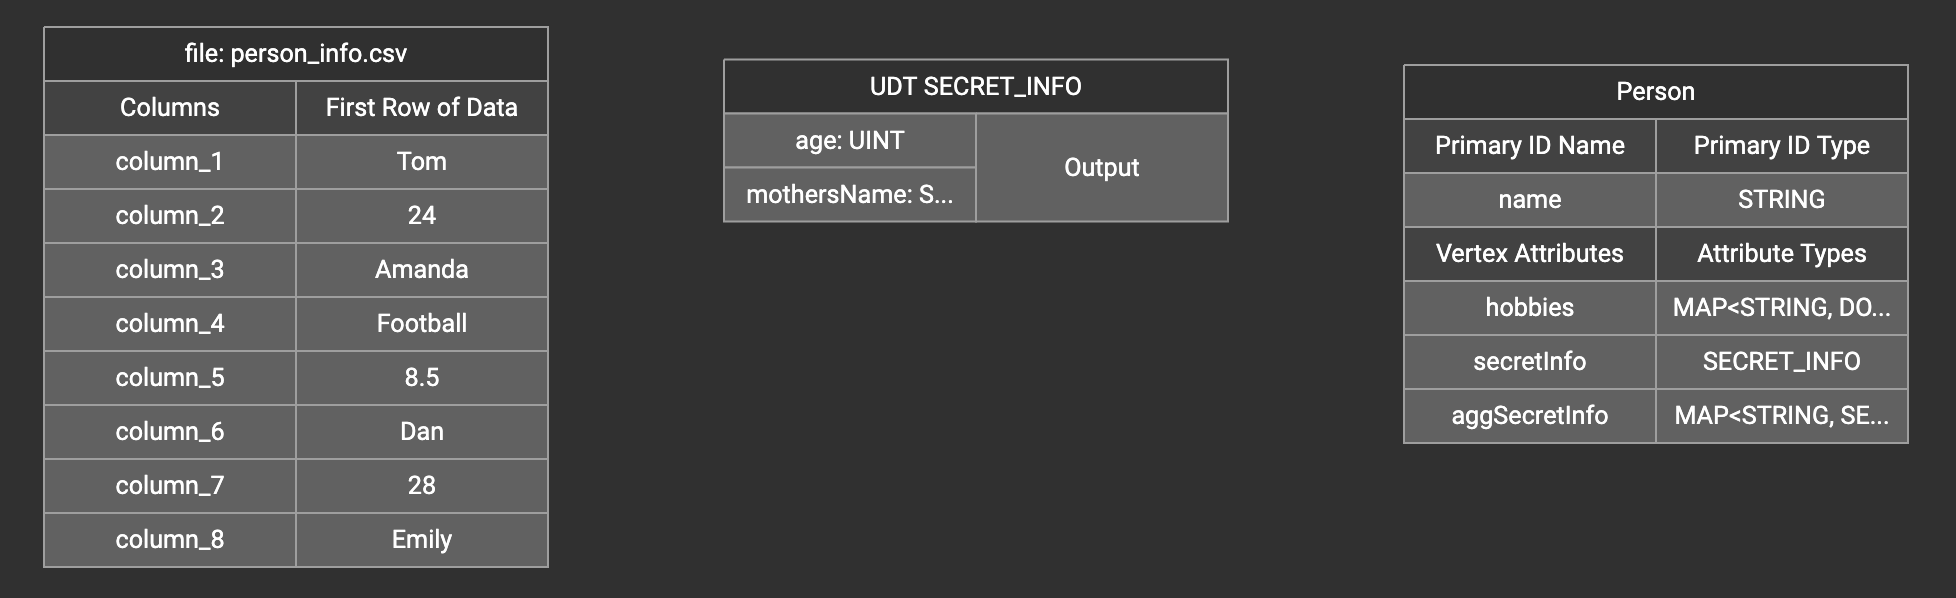 file: person_info.csv
Columns First Row of Data
column_1 Tom
column_2 24
column_3 Amanda
column_4 Football
column_5 8.5
column_6 Dan
column_7 28
column_8 Emily
UDT SECRET_INFO
age: UINT
mothersName: S...
Output
Person
Primary ID Name Primary ID Type
name STRING
Vertex Attributes Attribute Types
hobbies MAP<STRING, DO...
secretInfo SECRET_INFO
aggSecretInfo MAP<STRING, SE...